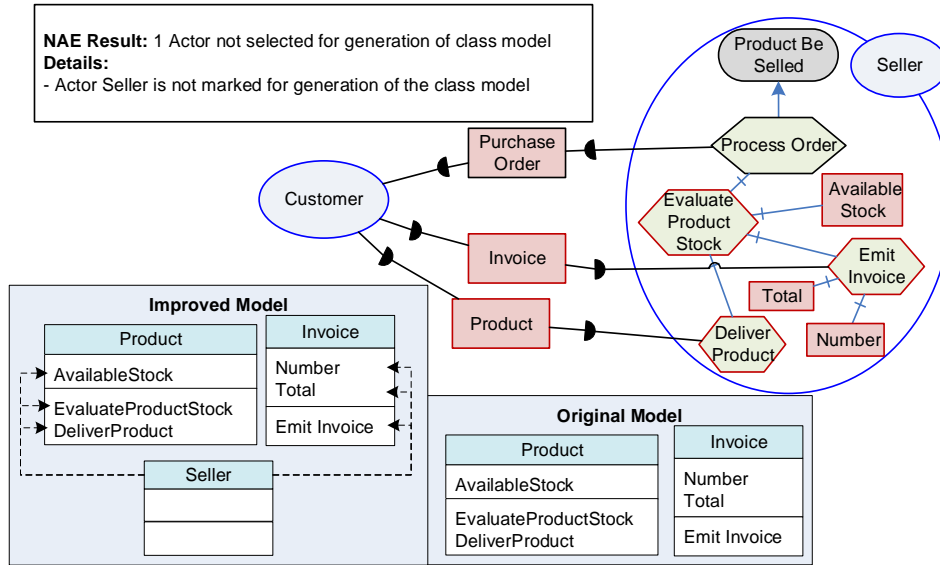 NAE Result: 1 Actor not selected for generation of class model
Details:
- Actor Seller is not marked for generation of the class model
Product Be
Selled
Seller
Purchase
Order
Process Order
Customer
Evaluate
Product
Stock
Available
Stock
Invoice
Emit
Invoice
Total
Product
Deliver
Product
Number
Improved Model
Product
AvailableStock
EvaluateProductStock
DeliverProduct
Invoice
Number
Total
Emit Invoice
Seller
Original Model
Product
AvailableStock
EvaluateProductStock
DeliverProduct
Invoice
Number
Total
Emit Invoice